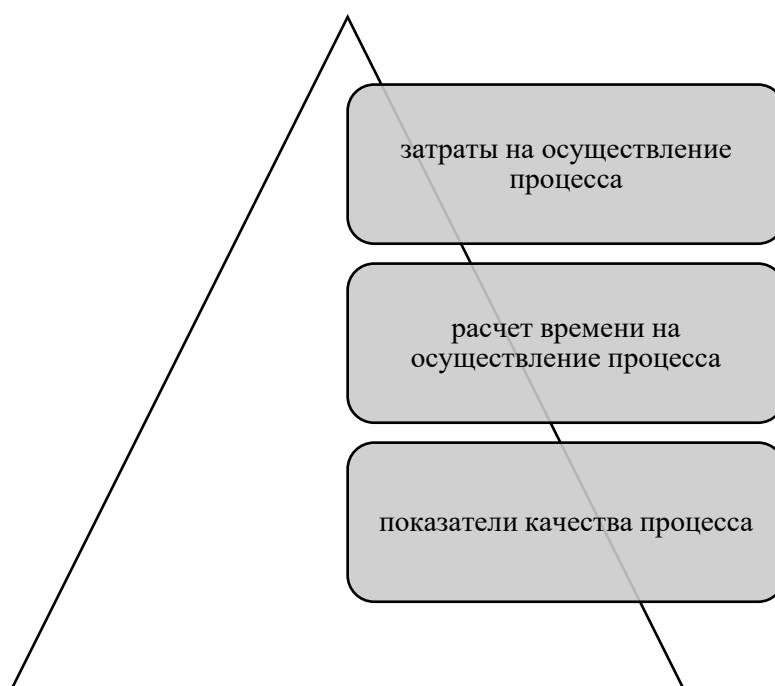 затраты на осуществление
процесса
расчет времени на
осуществление процесса
показатели качества процесса